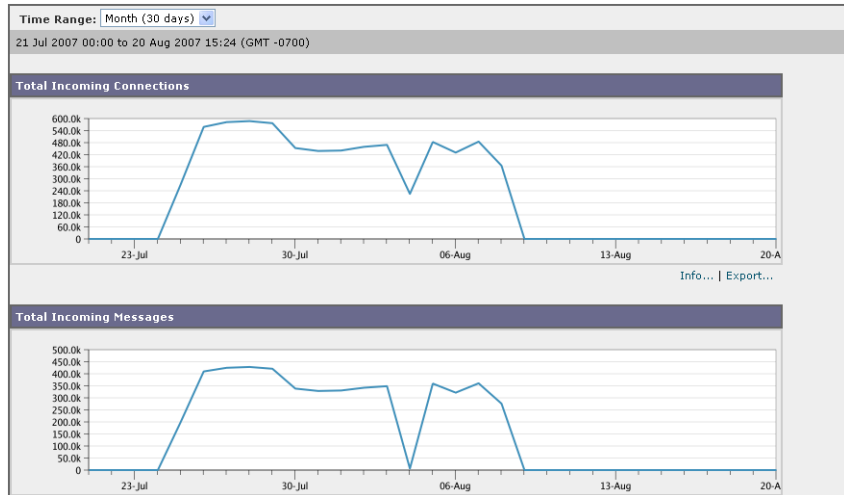 Time Range: Month (30 days)
21 Jul 2007 00:00 to 20 Aug 2007 15:24 (GMT -0700)
Total Incoming Connections
600.0k
540.0k
480.0k
420.0k
360.0k
300.0k
240.0k
180.0k
120.0k
60.0k
0
23-Jul 30-Jul 06-Aug 13-Aug 20-A
Info... | Export...
Total Incoming Messages
500.0k
450.0k
400.0k
350.0k
300.0k
250.0k
200.0k
150.0k
100.0k
50.0k
0
23-Jul 30-Jul 06-Aug 13-Aug 20-A